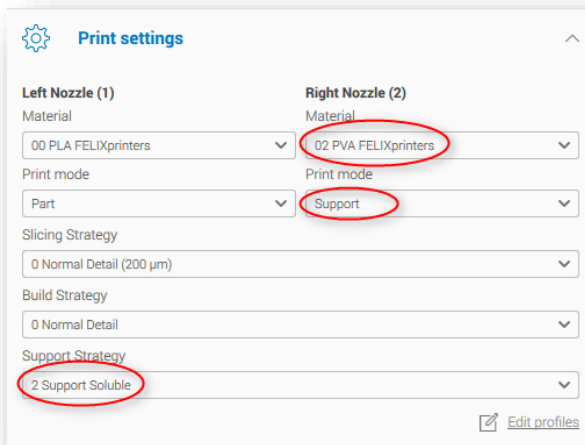 Print settings
Left Nozzle (1) Right Nozzle (2)
Material Material
00 PLA FELIXprinters 02 PVA FELIXprinters
Print mode Print mode
Part Support
Slicing Strategy
0 Normal Detail (200 µm)
Build Strategy
0 Normal Detail
Support Strategy
2 Support Soluble
Edit profiles